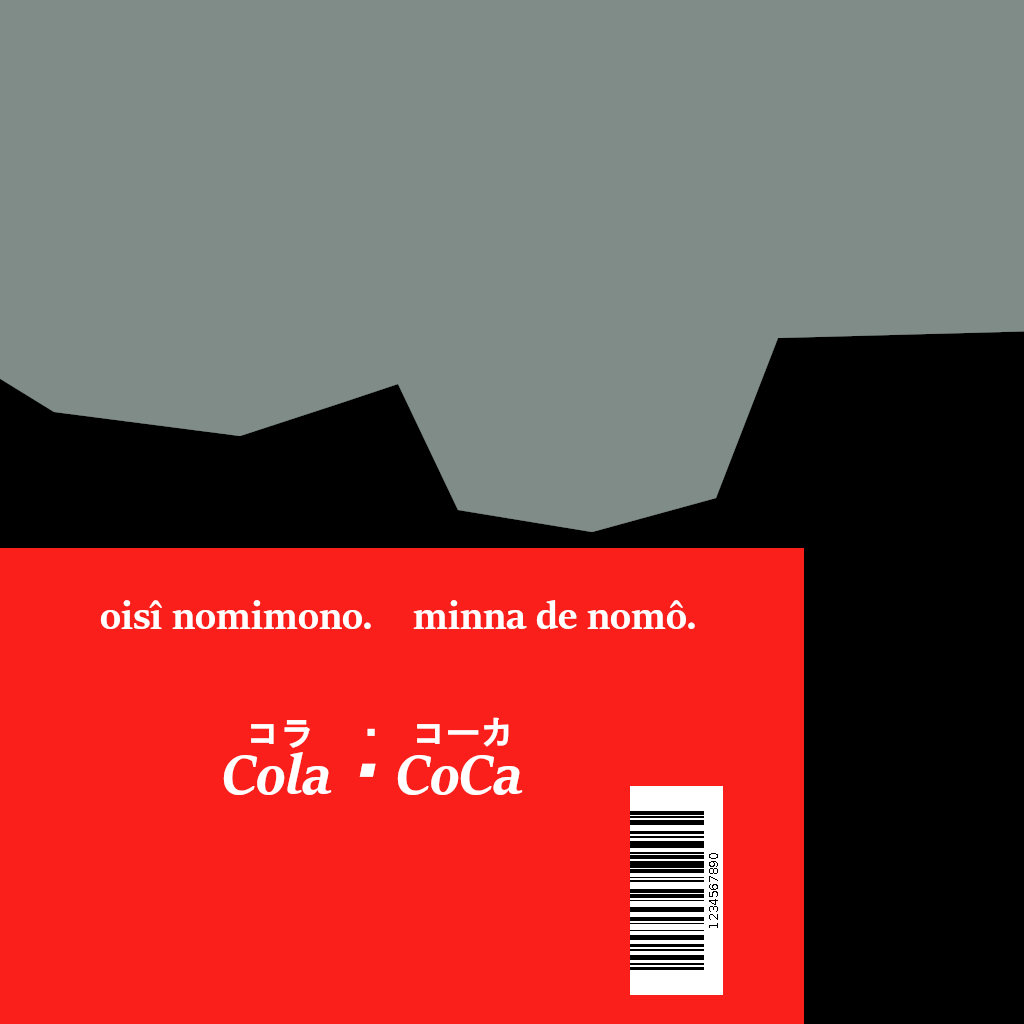 oisî nomimono. minna de nomô.
コラ ・ コーカ
Cola ・ CoCa
1234567890